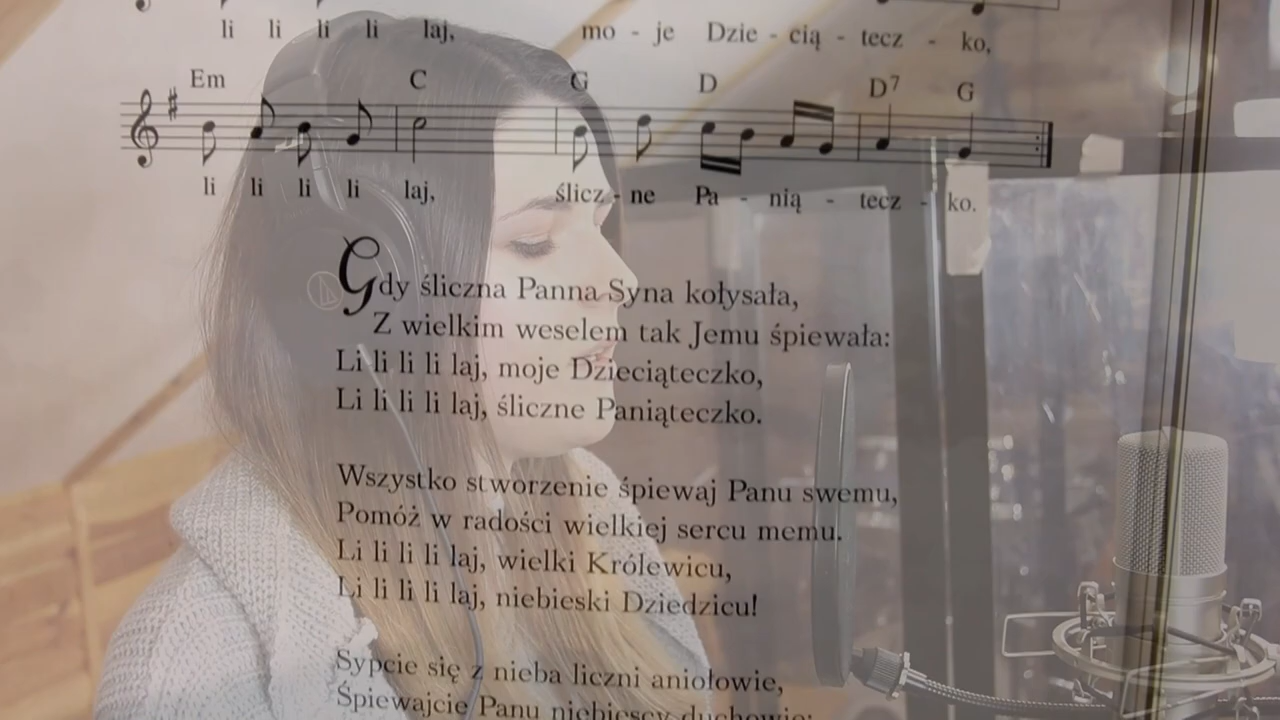 li li li li laj, mo - je Dzie - cią - tecz - ko,
Em C G D D7 G
li li li li laj, ślicz - ne Pa - nią - tecz - ko.
Gdy śliczna Panna Syna kołysała,
Z wielkim weselem tak Jemu śpiewała:
Li li li li laj, moje Dzieciąteczko,
Li li li li laj, śliczne Paniąteczko.
Wszystko stworzenie śpiewaj Panu swemu,
Pomóż w radości wielkiej sercu memu.
Li li li li laj, wielki Królewicu,
Li li li li laj, niebieski Dziedzicu!
Sypcie się z nieba liczni aniołowie,
Śpiewajcie Panu niebiescy duchowie: